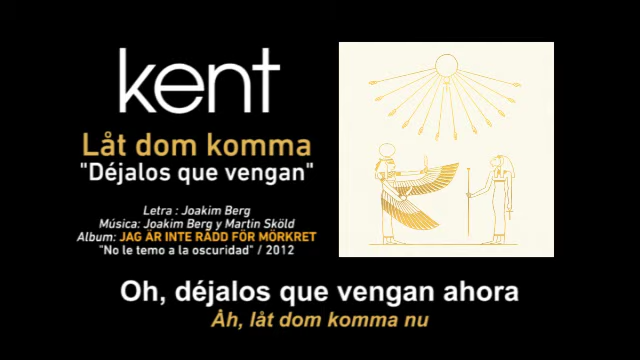 kent
Låt dom komma
"Déjalos que vengan"
Letra : Joakim Berg
Música: Joakim Berg y Martin Sköld
Album: JAG ÄR INTE RÄDD FÖR MÖRKRET
"No le temo a la oscuridad" / 2012
Oh, déjalos que vengan ahora
Åh, låt dom komma nu